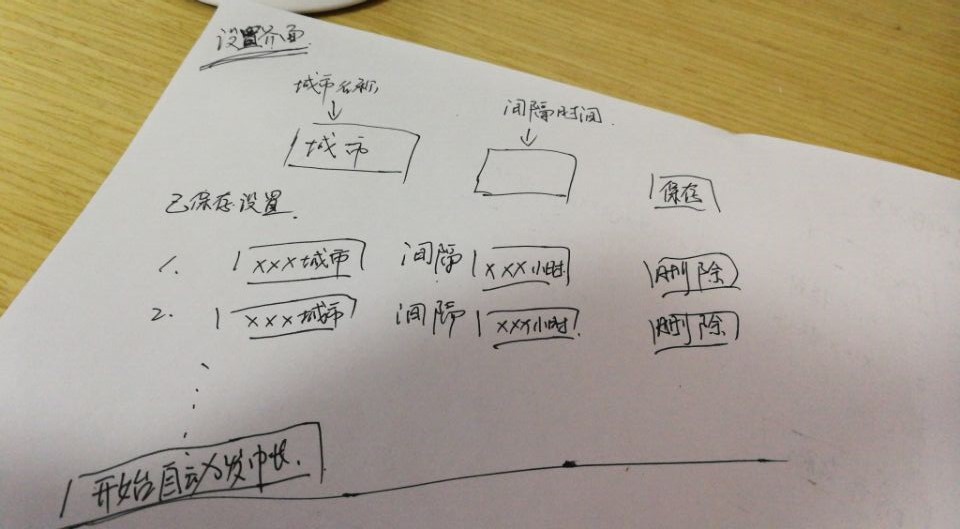 设置界面
城市名称
间隔时间
城市
保存
已保存设置
1. xxx城市 间隔 xxx小时 删除
2. xxx城市 间隔 xxx小时 删除
开始自动发